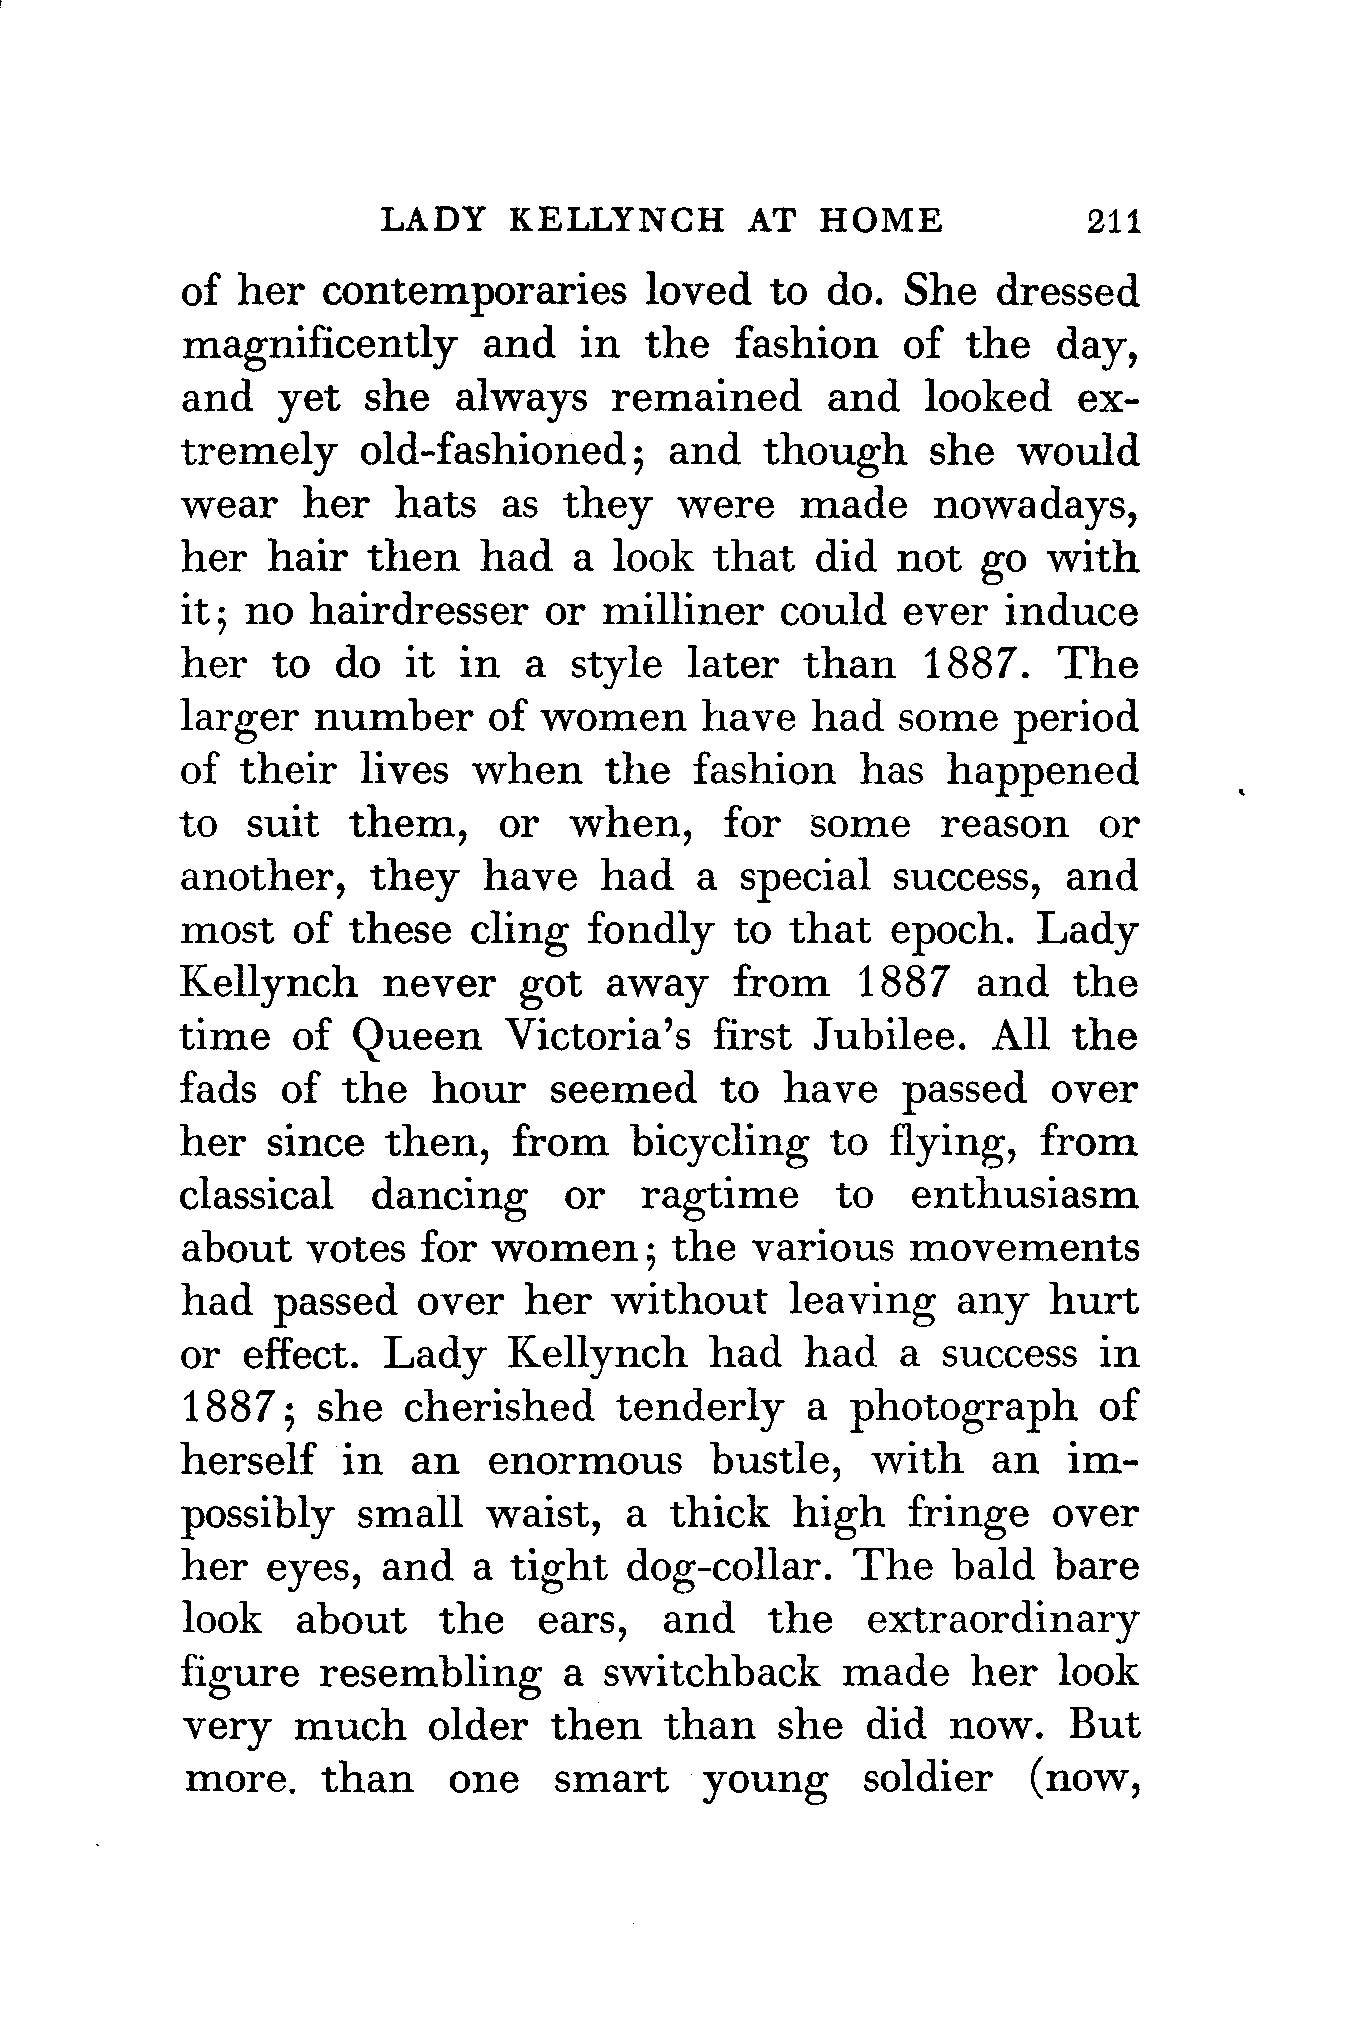 LADY KELLYNCH AT HOME 211
of her contemporaries loved to do. She dressed
magnificently and in the fashion of the day,
and yet she always remained and looked ex-
tremely old-fashioned; and though she would
wear her hats as they were made nowadays,
her hair then had a look that did not go with
it; no hairdresser or milliner could ever induce
her to do it in a style later than 1887. The
larger number of women have had some period
of their lives when the fashion has happened
to suit them, or when, for some reason or
another, they have had a special success, and
most of these cling fondly to that epoch. Lady
Kellynch never got away from 1887 and the
time of Queen Victoria's first Jubilee. All the
fads of the hour seemed to have passed over
her since then, from bicycling to flying, from
classical dancing or ragtime to enthusiasm
about votes for women; the various movements
had passed over her without leaving any hurt
or effect. Lady Kellynch had had a success in
1887; she cherished tenderly a photograph of
herself in an enormous bustle, with an im-
possibly small waist, a thick high fringe over
her eyes, and a tight dog-collar. The bald bare
look about the ears, and the extraordinary
figure resembling a switchback made her look
very much older then than she did now. But
more. than one smart young soldier (now,